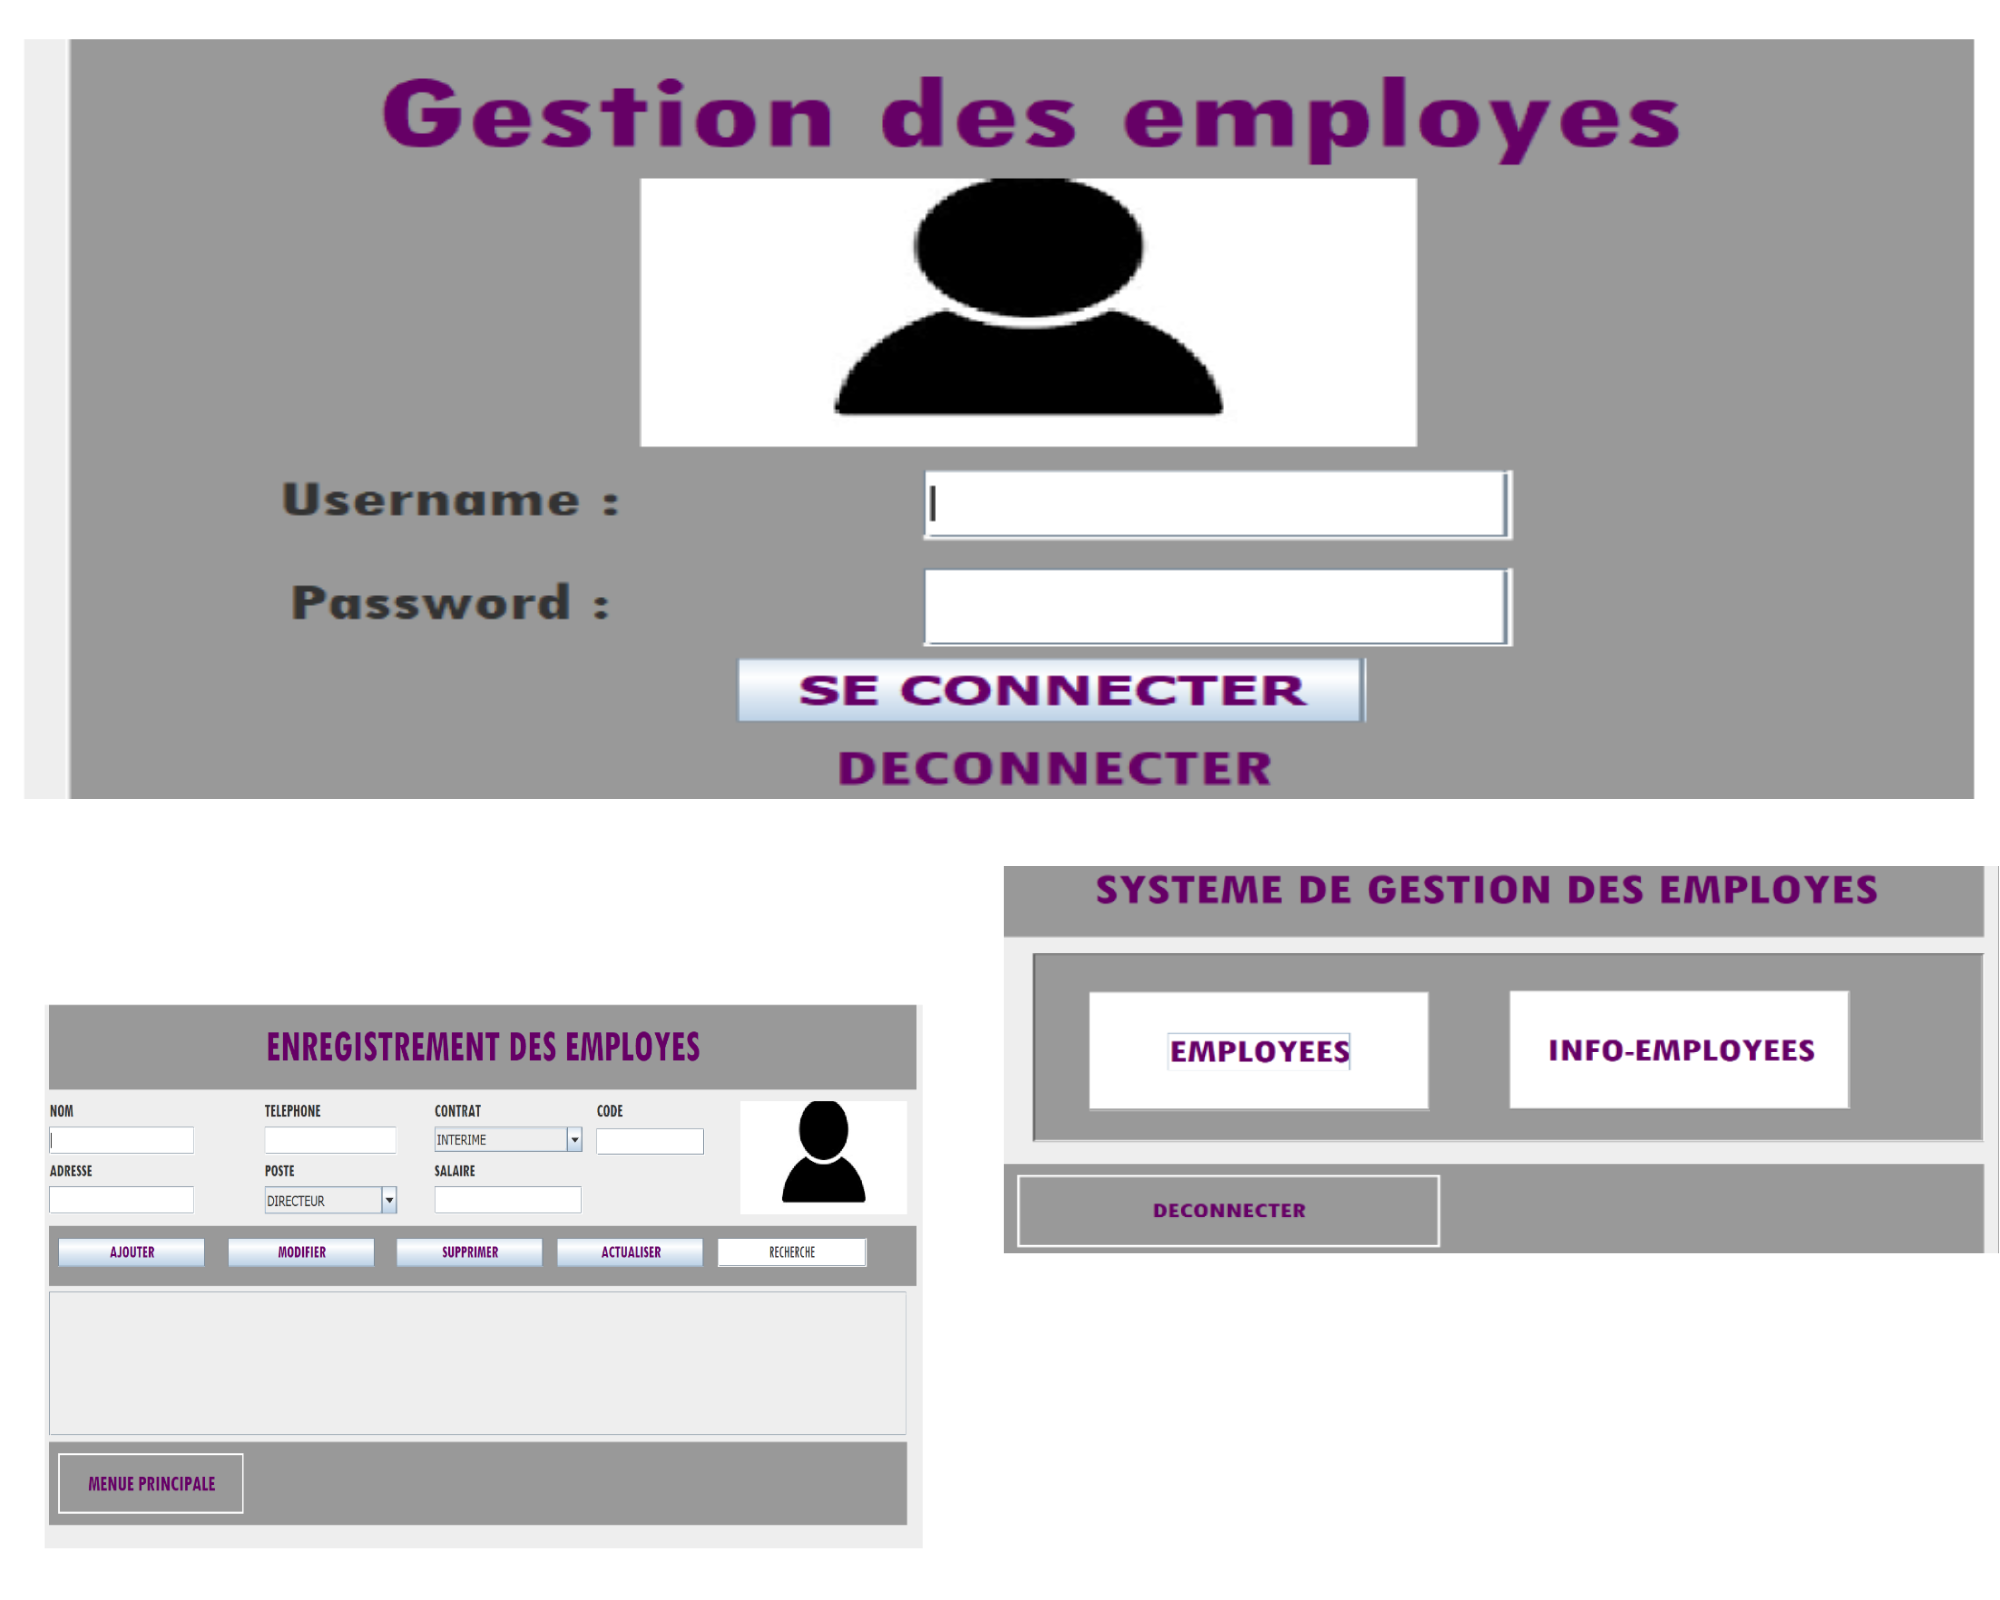 Gestion des employes
Username :
Password :
SE CONNECTER
DECONNECTER
SYSTEME DE GESTION DES EMPLOYES
EMPLOYEES INFO-EMPLOYEES
DECONNECTER
ENREGISTREMENT DES EMPLOYES
NOM TELEPHONE CONTRAT CODE
INTERIME
ADRESSE POSTE SALAIRE
DIRECTEUR
AJOUTER MODIFIER SUPPRIMER ACTUALISER RECHERCHE
MENUE PRINCIPALE